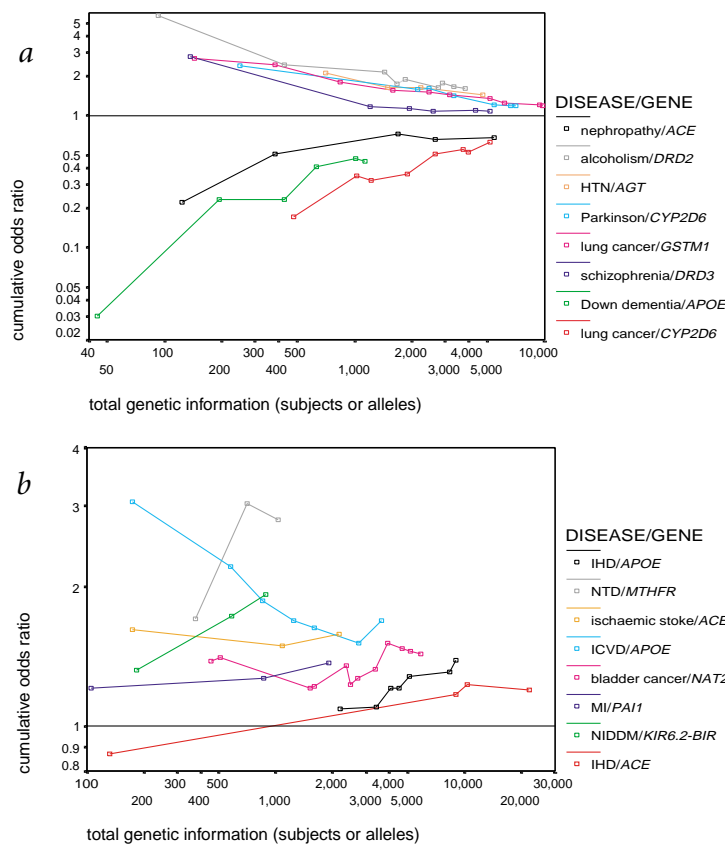 a
5
4
3
2
1
0.5
0.4
0.3
0.2
0.1
0.05
0.04
0.03
0.02
cumulative odds ratio
40 100 300 500 2,000 4,000 10,000
50 200 400 1,000 3,000 5,000
total genetic information (subjects or alleles)
DISEASE/GENE
nephropathy/ACE
alcoholism/DRD2
HTN/AGT
Parkinson/CYP2D6
lung cancer/GSTM1
schizophrenia/DRD3
Down dementia/APOE
lung cancer/CYP2D6
b
4
3
2
1
0.9
0.8
cumulative odds ratio
100 300 500 2,000 4,000 10,000 30,000
200 400 1,000 3,000 5,000 20,000
total genetic information (subjects or alleles)
DISEASE/GENE
IHD/APOE
NTD/MTHFR
ischaemic stoke/ACE
ICVD/APOE
bladder cancer/NAT2
MI/PAI1
NIDDM/KIR6.2-BIR
IHD/ACE